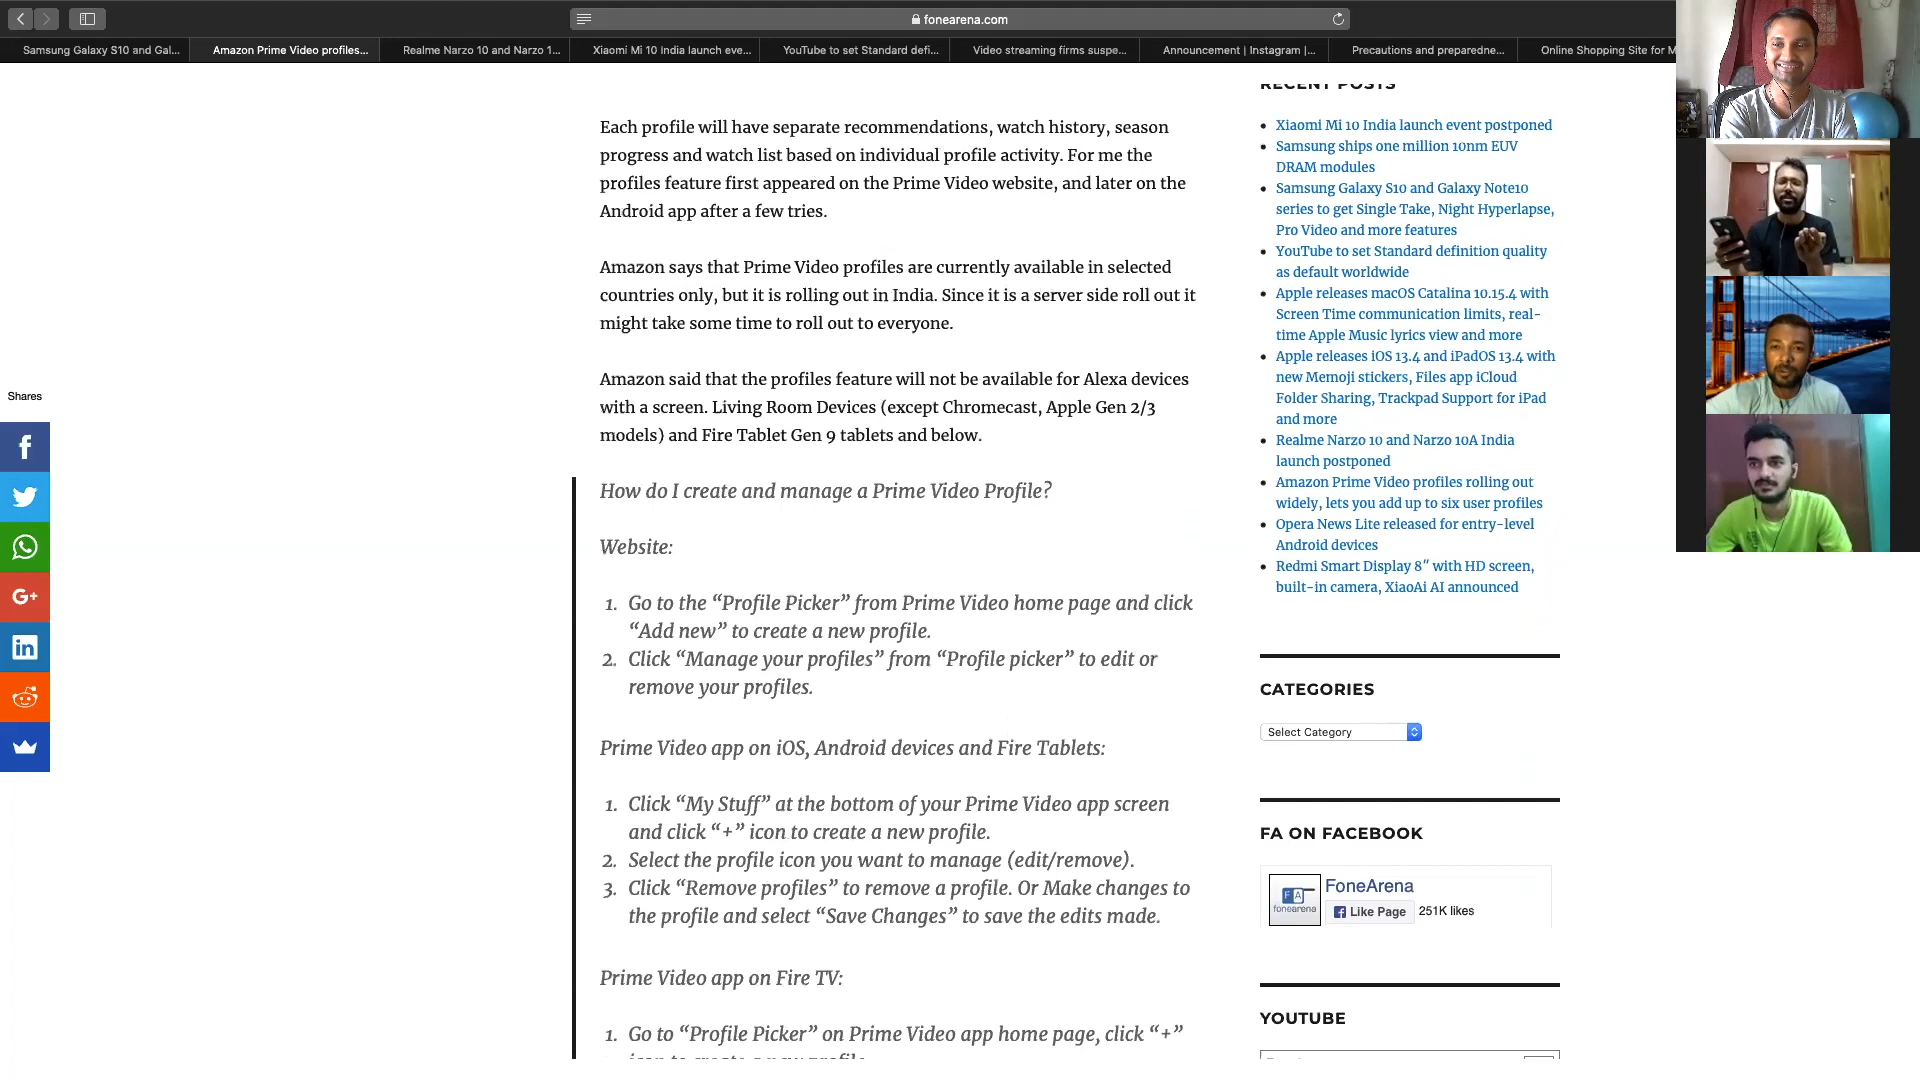 fonearena.com
Samsung Galaxy S10 and Gal...
Amazon Prime Video profiles...
Realme Narzo 10 and Narzo 1...
Xiaomi Mi 10 India launch eve...
YouTube to set Standard defi...
Video streaming firms suspe...
Announcement | Instagram |...
Precautions and preparedne...
Online Shopping Site for M
Each profile will have separate recommendations, watch history, season
progress and watch list based on individual profile activity. For me the
profiles feature first appeared on the Prime Video website, and later on the
Android app after a few tries.
Amazon says that Prime Video profiles are currently available in selected
countries only, but it is rolling out in India. Since it is a server side roll out it
might take some time to roll out to everyone.
Amazon said that the profiles feature will not be available for Alexa devices
with a screen. Living Room Devices (except Chromecast, Apple Gen 2/3
models) and Fire Tablet Gen 9 tablets and below.
How do I create and manage a Prime Video Profile?
Website:
1. Go to the “Profile Picker” from Prime Video home page and click
“Add new” to create a new profile.
2. Click “Manage your profiles” from “Profile picker” to edit or
remove your profiles.
Prime Video app on iOS, Android devices and Fire Tablets:
1. Click “My Stuff” at the bottom of your Prime Video app screen
and click “+” icon to create a new profile.
2. Select the profile icon you want to manage (edit/remove).
3. Click “Remove profiles” to remove a profile. Or Make changes to
the profile and select “Save Changes” to save the edits made.
Prime Video app on Fire TV:
1. Go to “Profile Picker” on Prime Video app home page, click “+”
icon to create a new profile
Shares
RECENT POSTS
Xiaomi Mi 10 India launch event postponed
Samsung ships one million 10nm EUV
DRAM modules
Samsung Galaxy S10 and Galaxy Note10
series to get Single Take, Night Hyperlapse,
Pro Video and more features
YouTube to set Standard definition quality
as default worldwide
Apple releases macOS Catalina 10.15.4 with
Screen Time communication limits, real-
time Apple Music lyrics view and more
Apple releases iOS 13.4 and iPadOS 13.4 with
new Memoji stickers, Files app iCloud
Folder Sharing, Trackpad Support for iPad
and more
Realme Narzo 10 and Narzo 10A India
launch postponed
Amazon Prime Video profiles rolling out
widely, lets you add up to six user profiles
Opera News Lite released for entry-level
Android devices
Redmi Smart Display 8″ with HD screen,
built-in camera, XiaoAi AI announced
CATEGORIES
Select Category
FA ON FACEBOOK
FA
fonearena
FoneArena
Like Page
251K likes
YOUTUBE